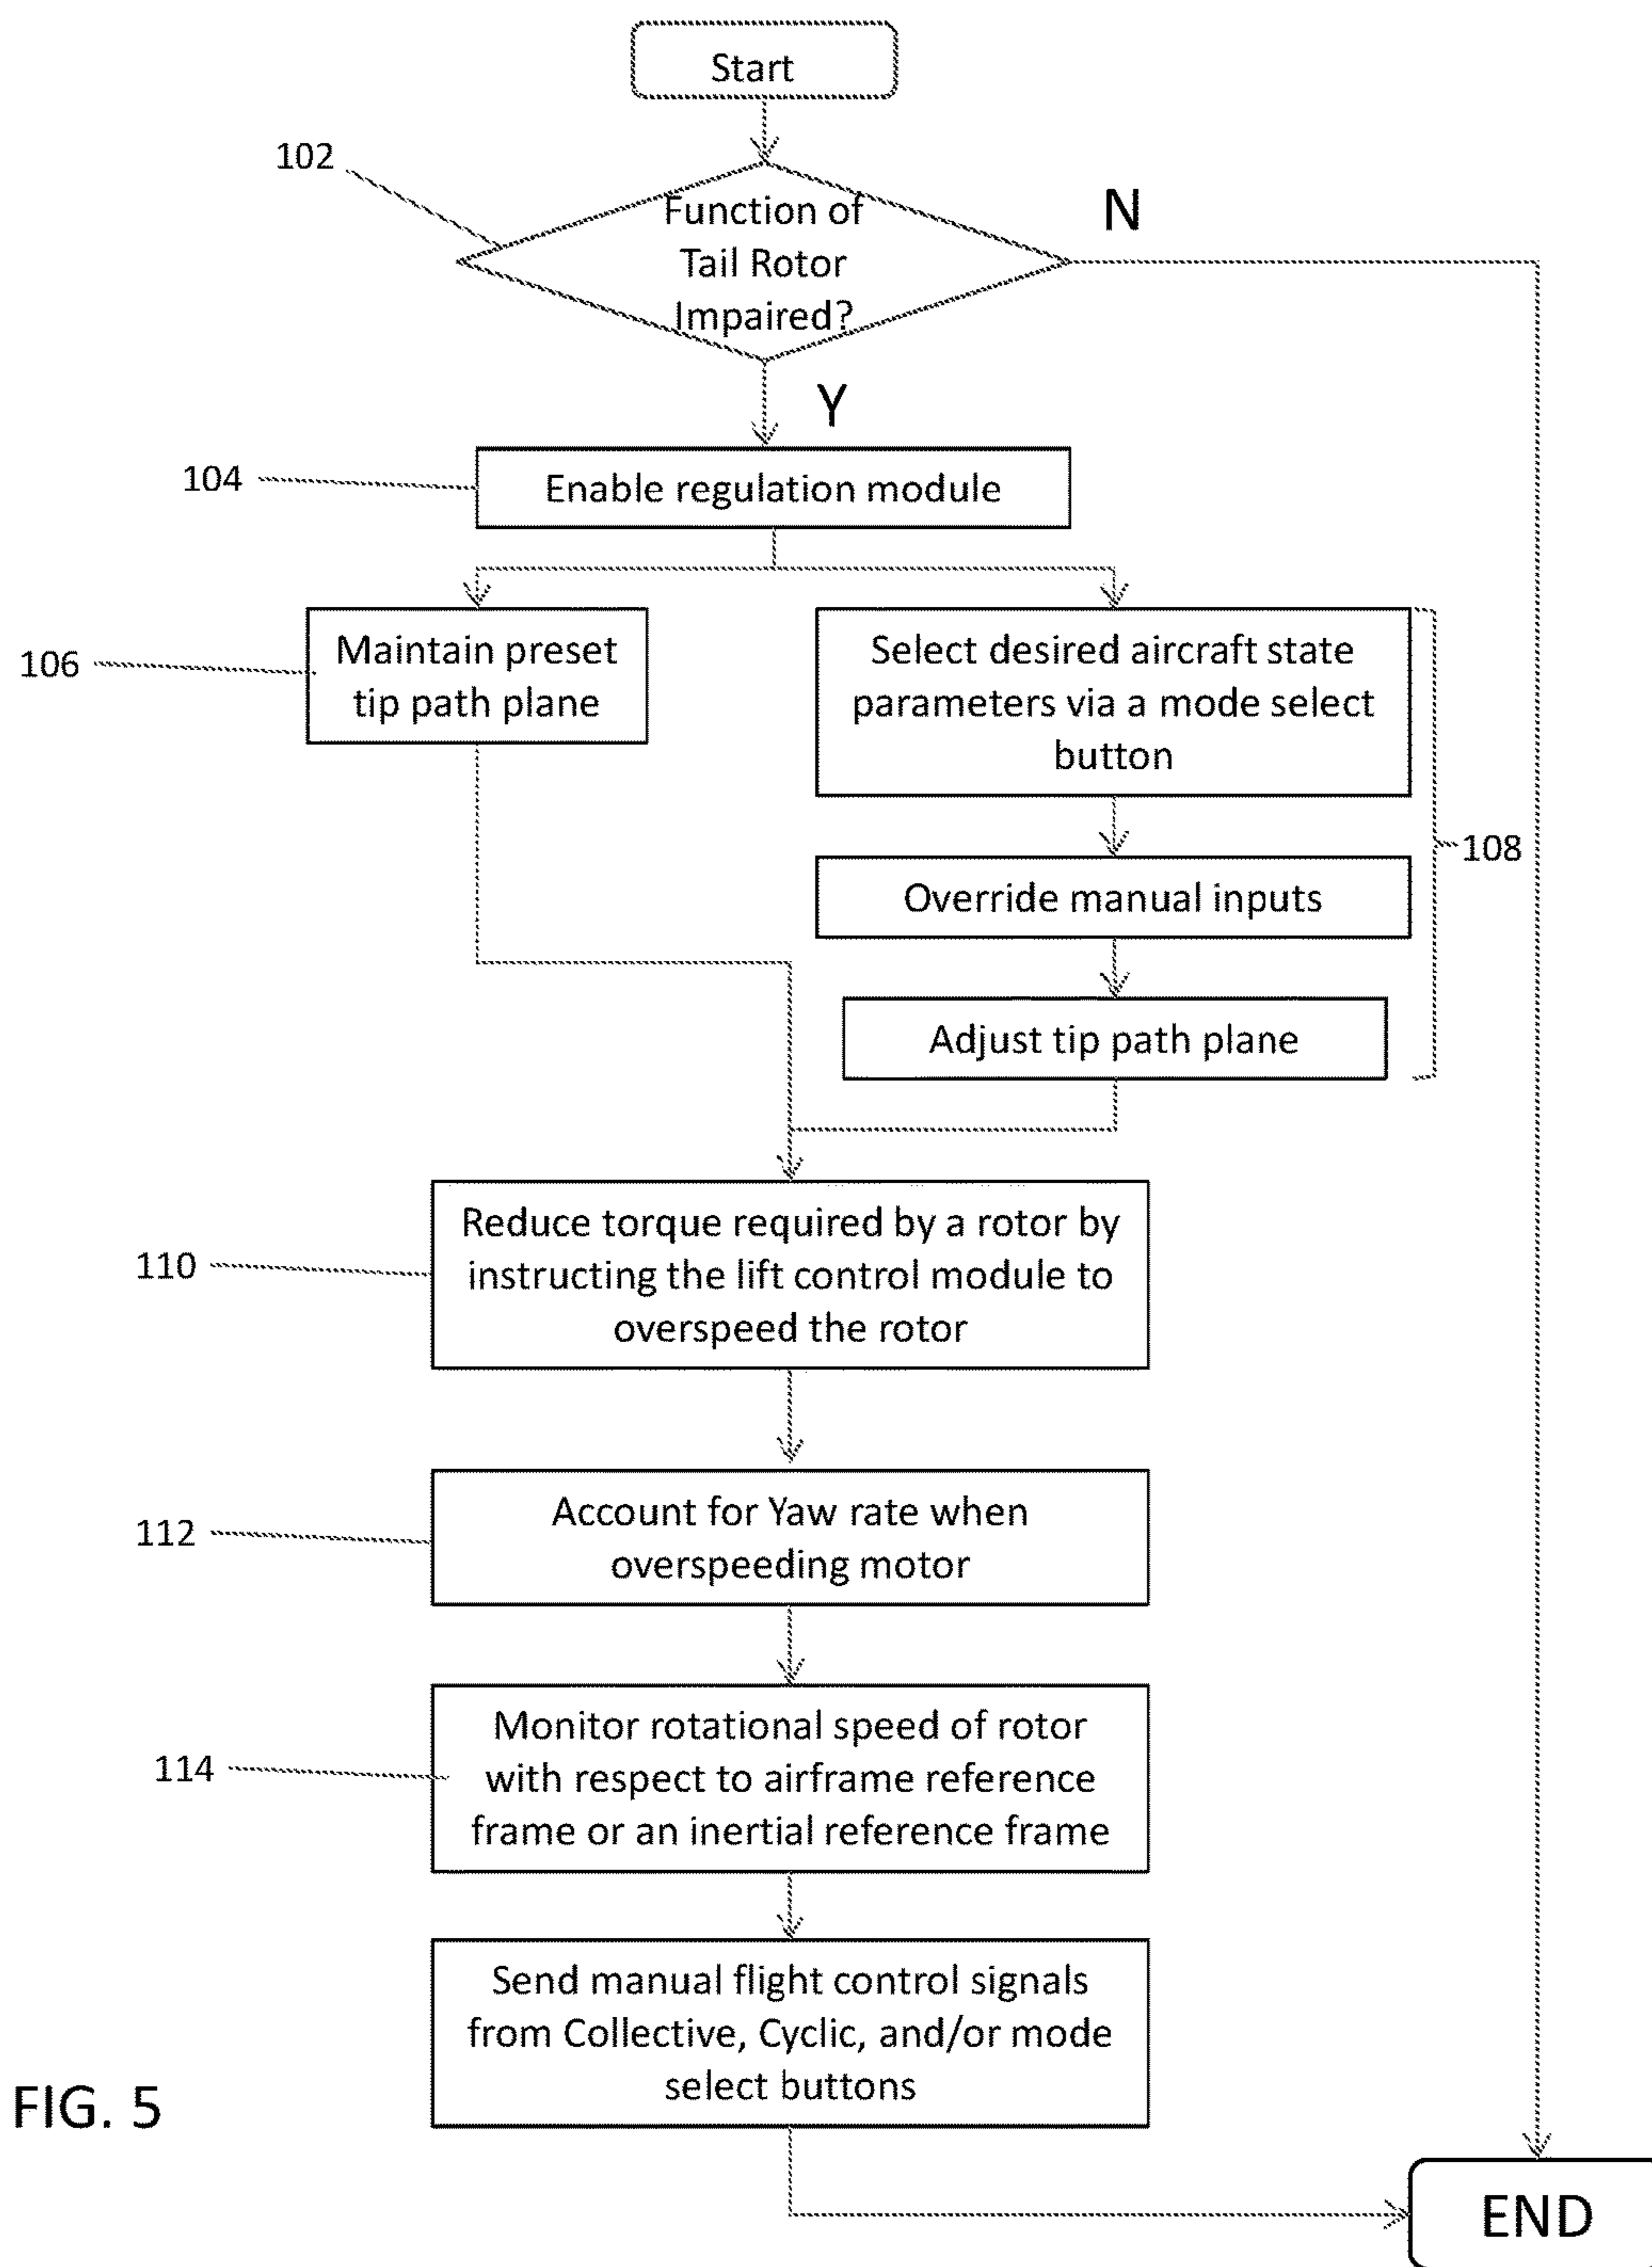 Start
102
Function of
Tail Rotor
Impaired?
N
Y
104
Enable regulation module
106
Maintain preset
tip path plane
Select desired aircraft state
parameters via a mode select
button
108
Override manual inputs
Adjust tip path plane
110
Reduce torque required by a rotor by
instructing the lift control module to
overspeed the rotor
112
Account for Yaw rate when
overspeeding motor
114
Monitor rotational speed of rotor
with respect to airframe reference
frame or an inertial reference frame
Send manual flight control signals
from Collective, Cyclic, and/or mode
select buttons
FIG. 5
END